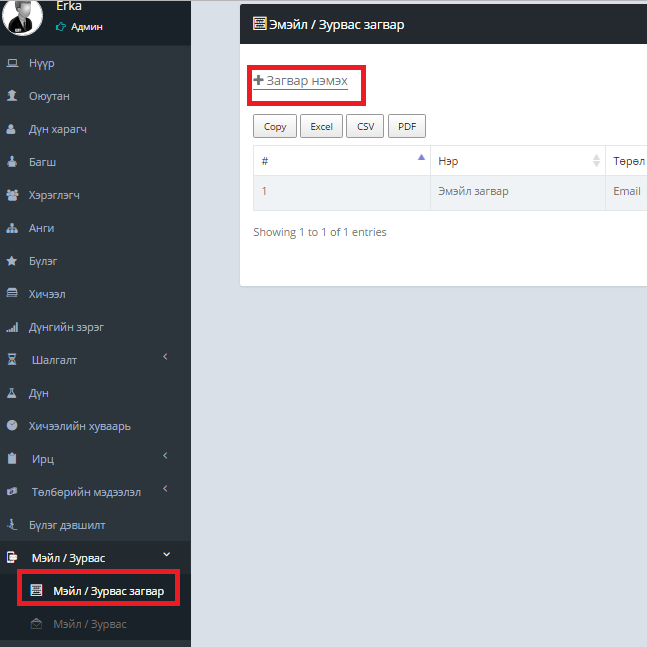 Erka
Админ
Нүүр
Оюутан
Дүн харагч
Багш
Хэрэглэгч
Анги
Бүлэг
Хичээл
Дүнгийн зэрэг
Шалгалт
Дүн
Хичээлийн хуваарь
Ирц
Төлбөрийн мэдээлэл
Бүлэг дэвшилт
Мэйл / Зурвас
Мэйл / Зурвас загвар
Мэйл / Зурвас
Эмэйл / Зурвас загвар
Загвар нэмэх
Copy Excel CSV PDF
# Нэр Төрөл
1 Эмэйл загвар Email
Showing 1 to 1 of 1 entries